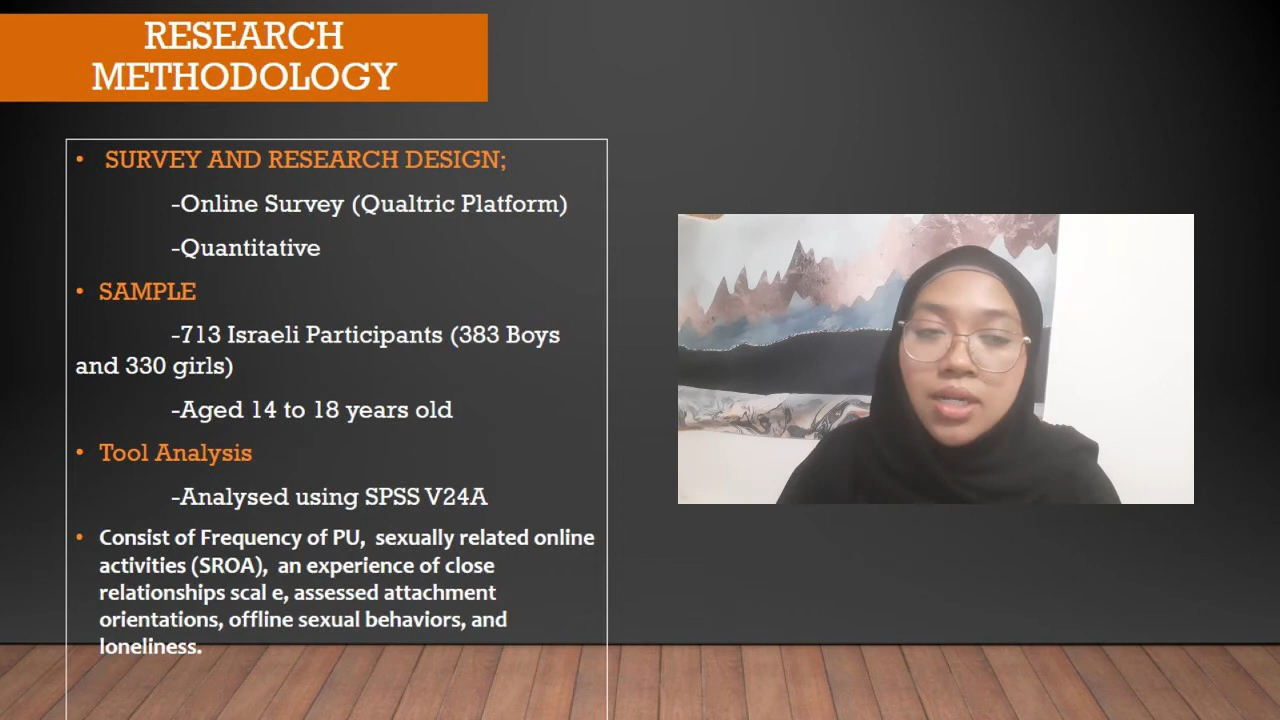 RESEARCH
METHODOLOGY
• SURVEY AND RESEARCH DESIGN;
-Online Survey (Qualtric Platform)
-Quantitative
• SAMPLE
-713 Israeli Participants (383 Boys
and 330 girls)
-Aged 14 to 18 years old
• Tool Analysis
-Analysed using SPSS V24A
• Consist of Frequency of PU, sexually related online
activities (SROA), an experience of close
relationships scal e, assessed attachment
orientations, offline sexual behaviors, and
loneliness.